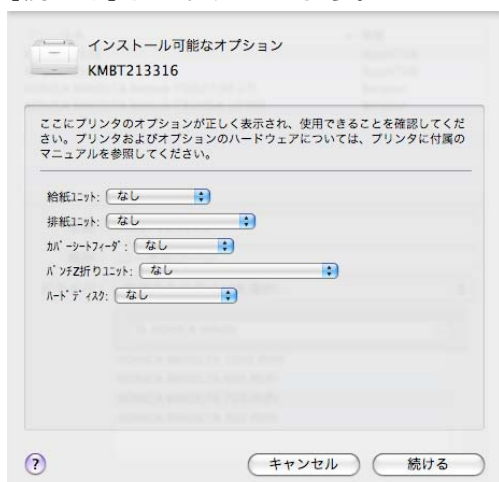 インストール可能なオプション
KMBT213316
ここにプリンタのオプションが正しく表示され、使用できることを確認してくだ
さい。プリンタおよびオプションのハードウェアについては、プリンタに付属の
マニュアルを参照してください。
給紙ﾕﾆｯﾄ: なし
排紙ﾕﾆｯﾄ: なし
ｶﾊﾞｰｼｰﾄﾌｨｰﾀﾞ: なし
ﾊﾟﾝﾁZ折りﾕﾆｯﾄ: なし
ﾊｰﾄﾞﾃﾞｨｽｸ: なし
? キャンセル 続ける